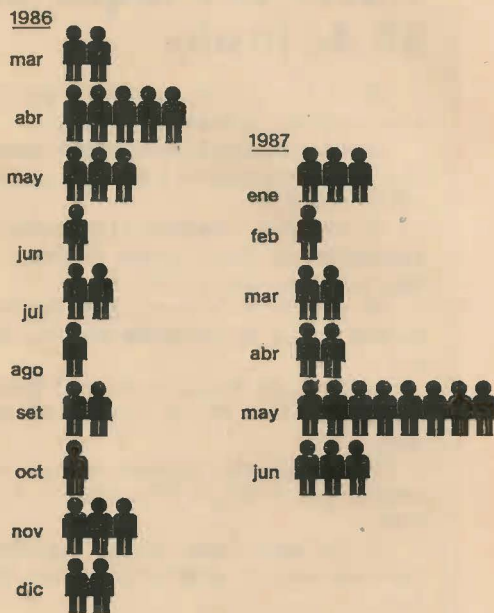 1986
mar
abr
may
jun
jul
ago
set
oct
nov
dic
1987
ene
feb
mar
abr
may
jun